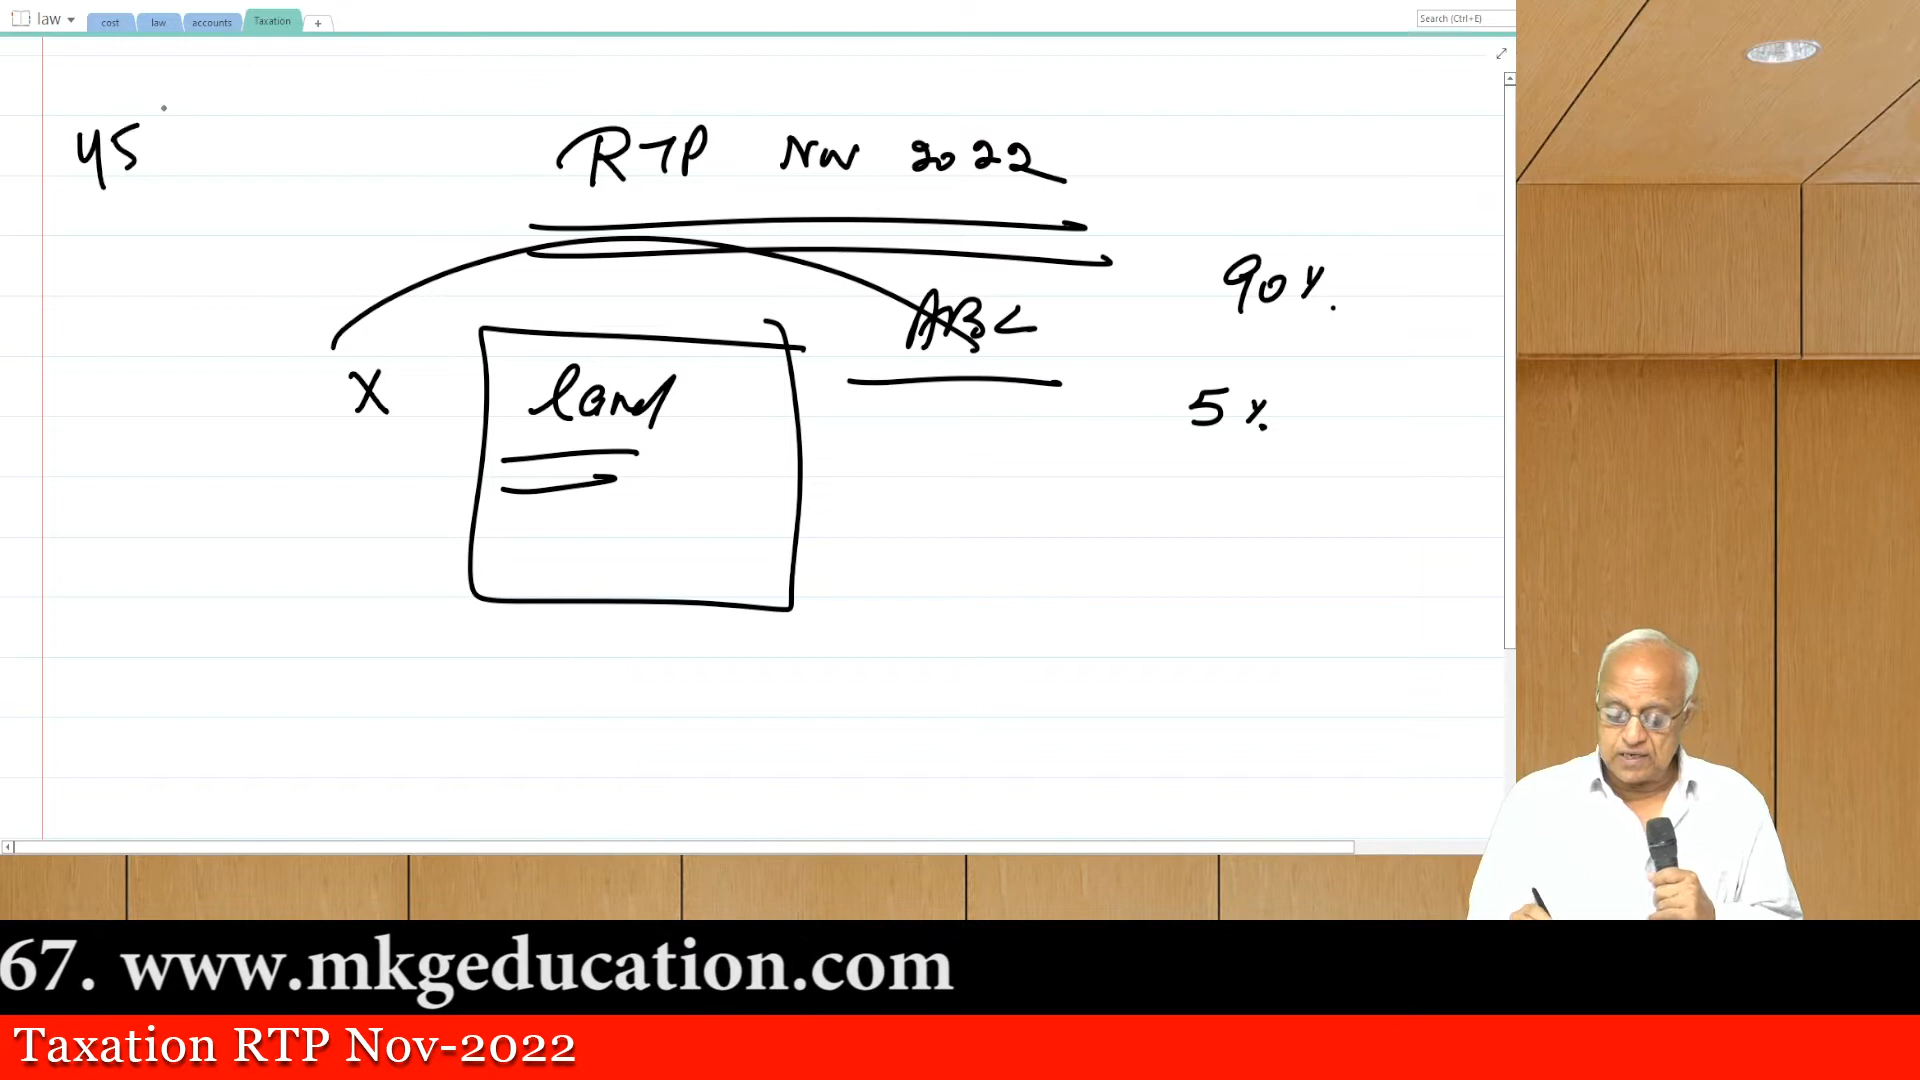 law
cost
law
accounts
Taxation
+
Search (Ctrl+E)
45
RTP Nov 2022
90%.
ABC
X
land
5%.
67. www.mkgeducation.com
Taxation RTP Nov-2022